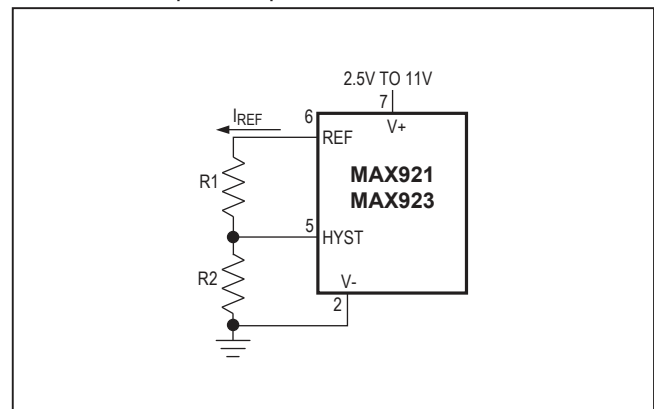 2.5V TO 11V
7
V+
IREF
6
REF
R1
MAX921
MAX923
5
HYST
R2
V-
2